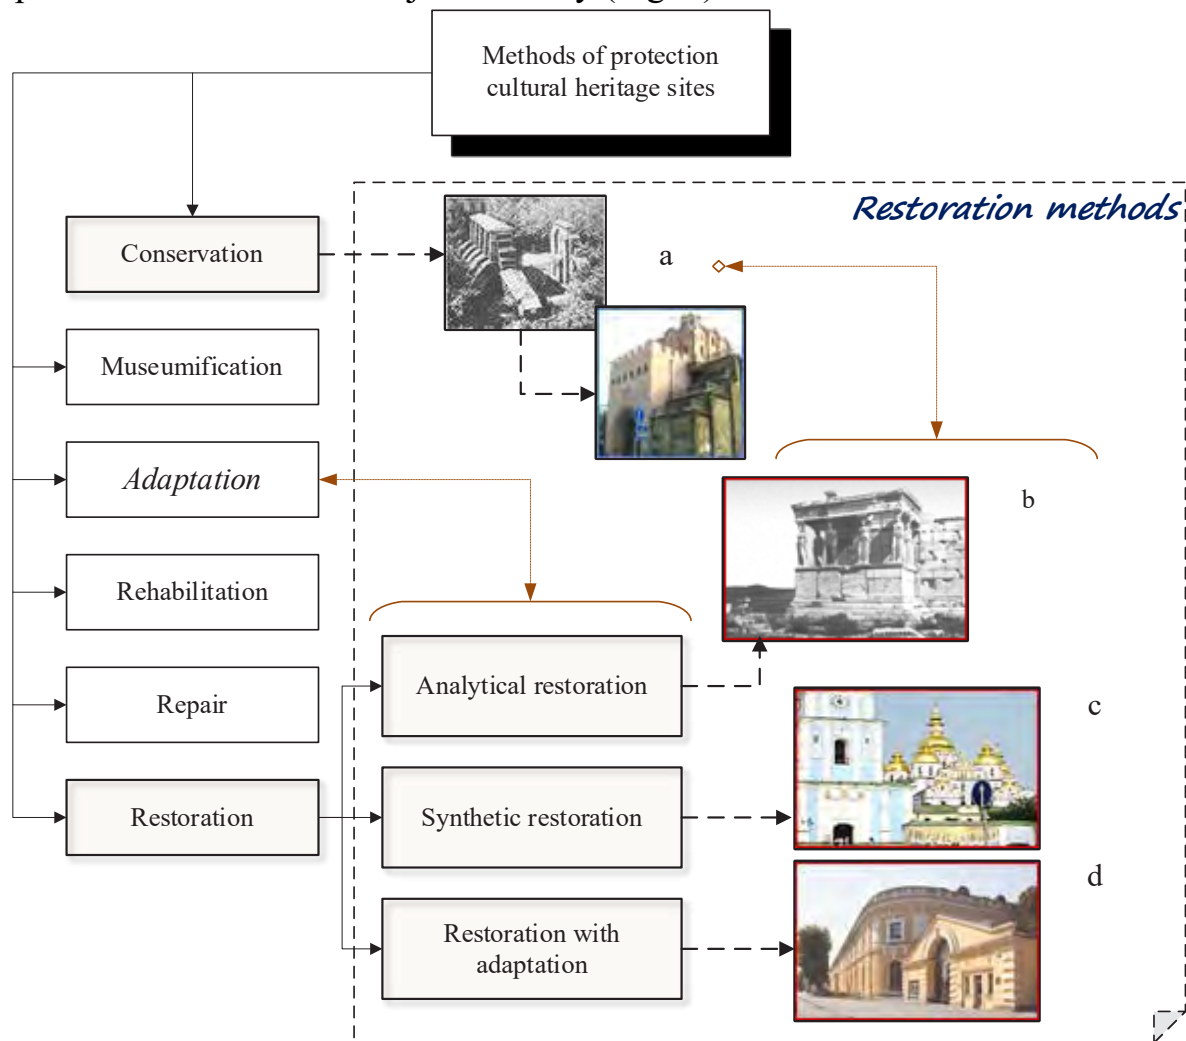 Methods of protection
cultural heritage sites
Restoration methods
Conservation
a
Museumification
Adaptation
b
Rehabilitation
Analytical restoration
Repair
c
Synthetic restoration
Restoration
d
Restoration with
adaptation